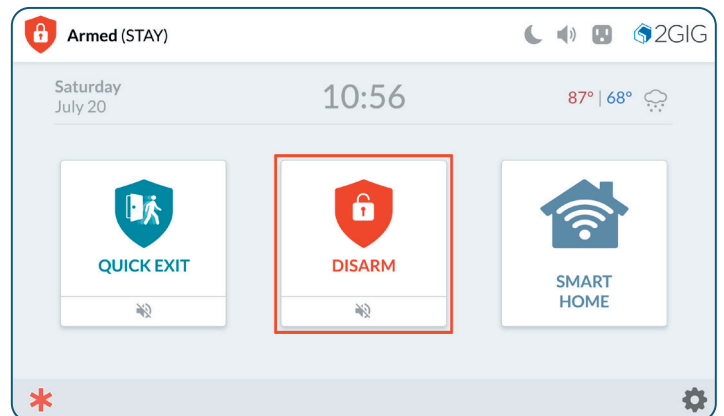 Armed (STAY)
2GIG
Saturday
July 20
10:56
87° | 68°
QUICK EXIT
DISARM
SMART
HOME